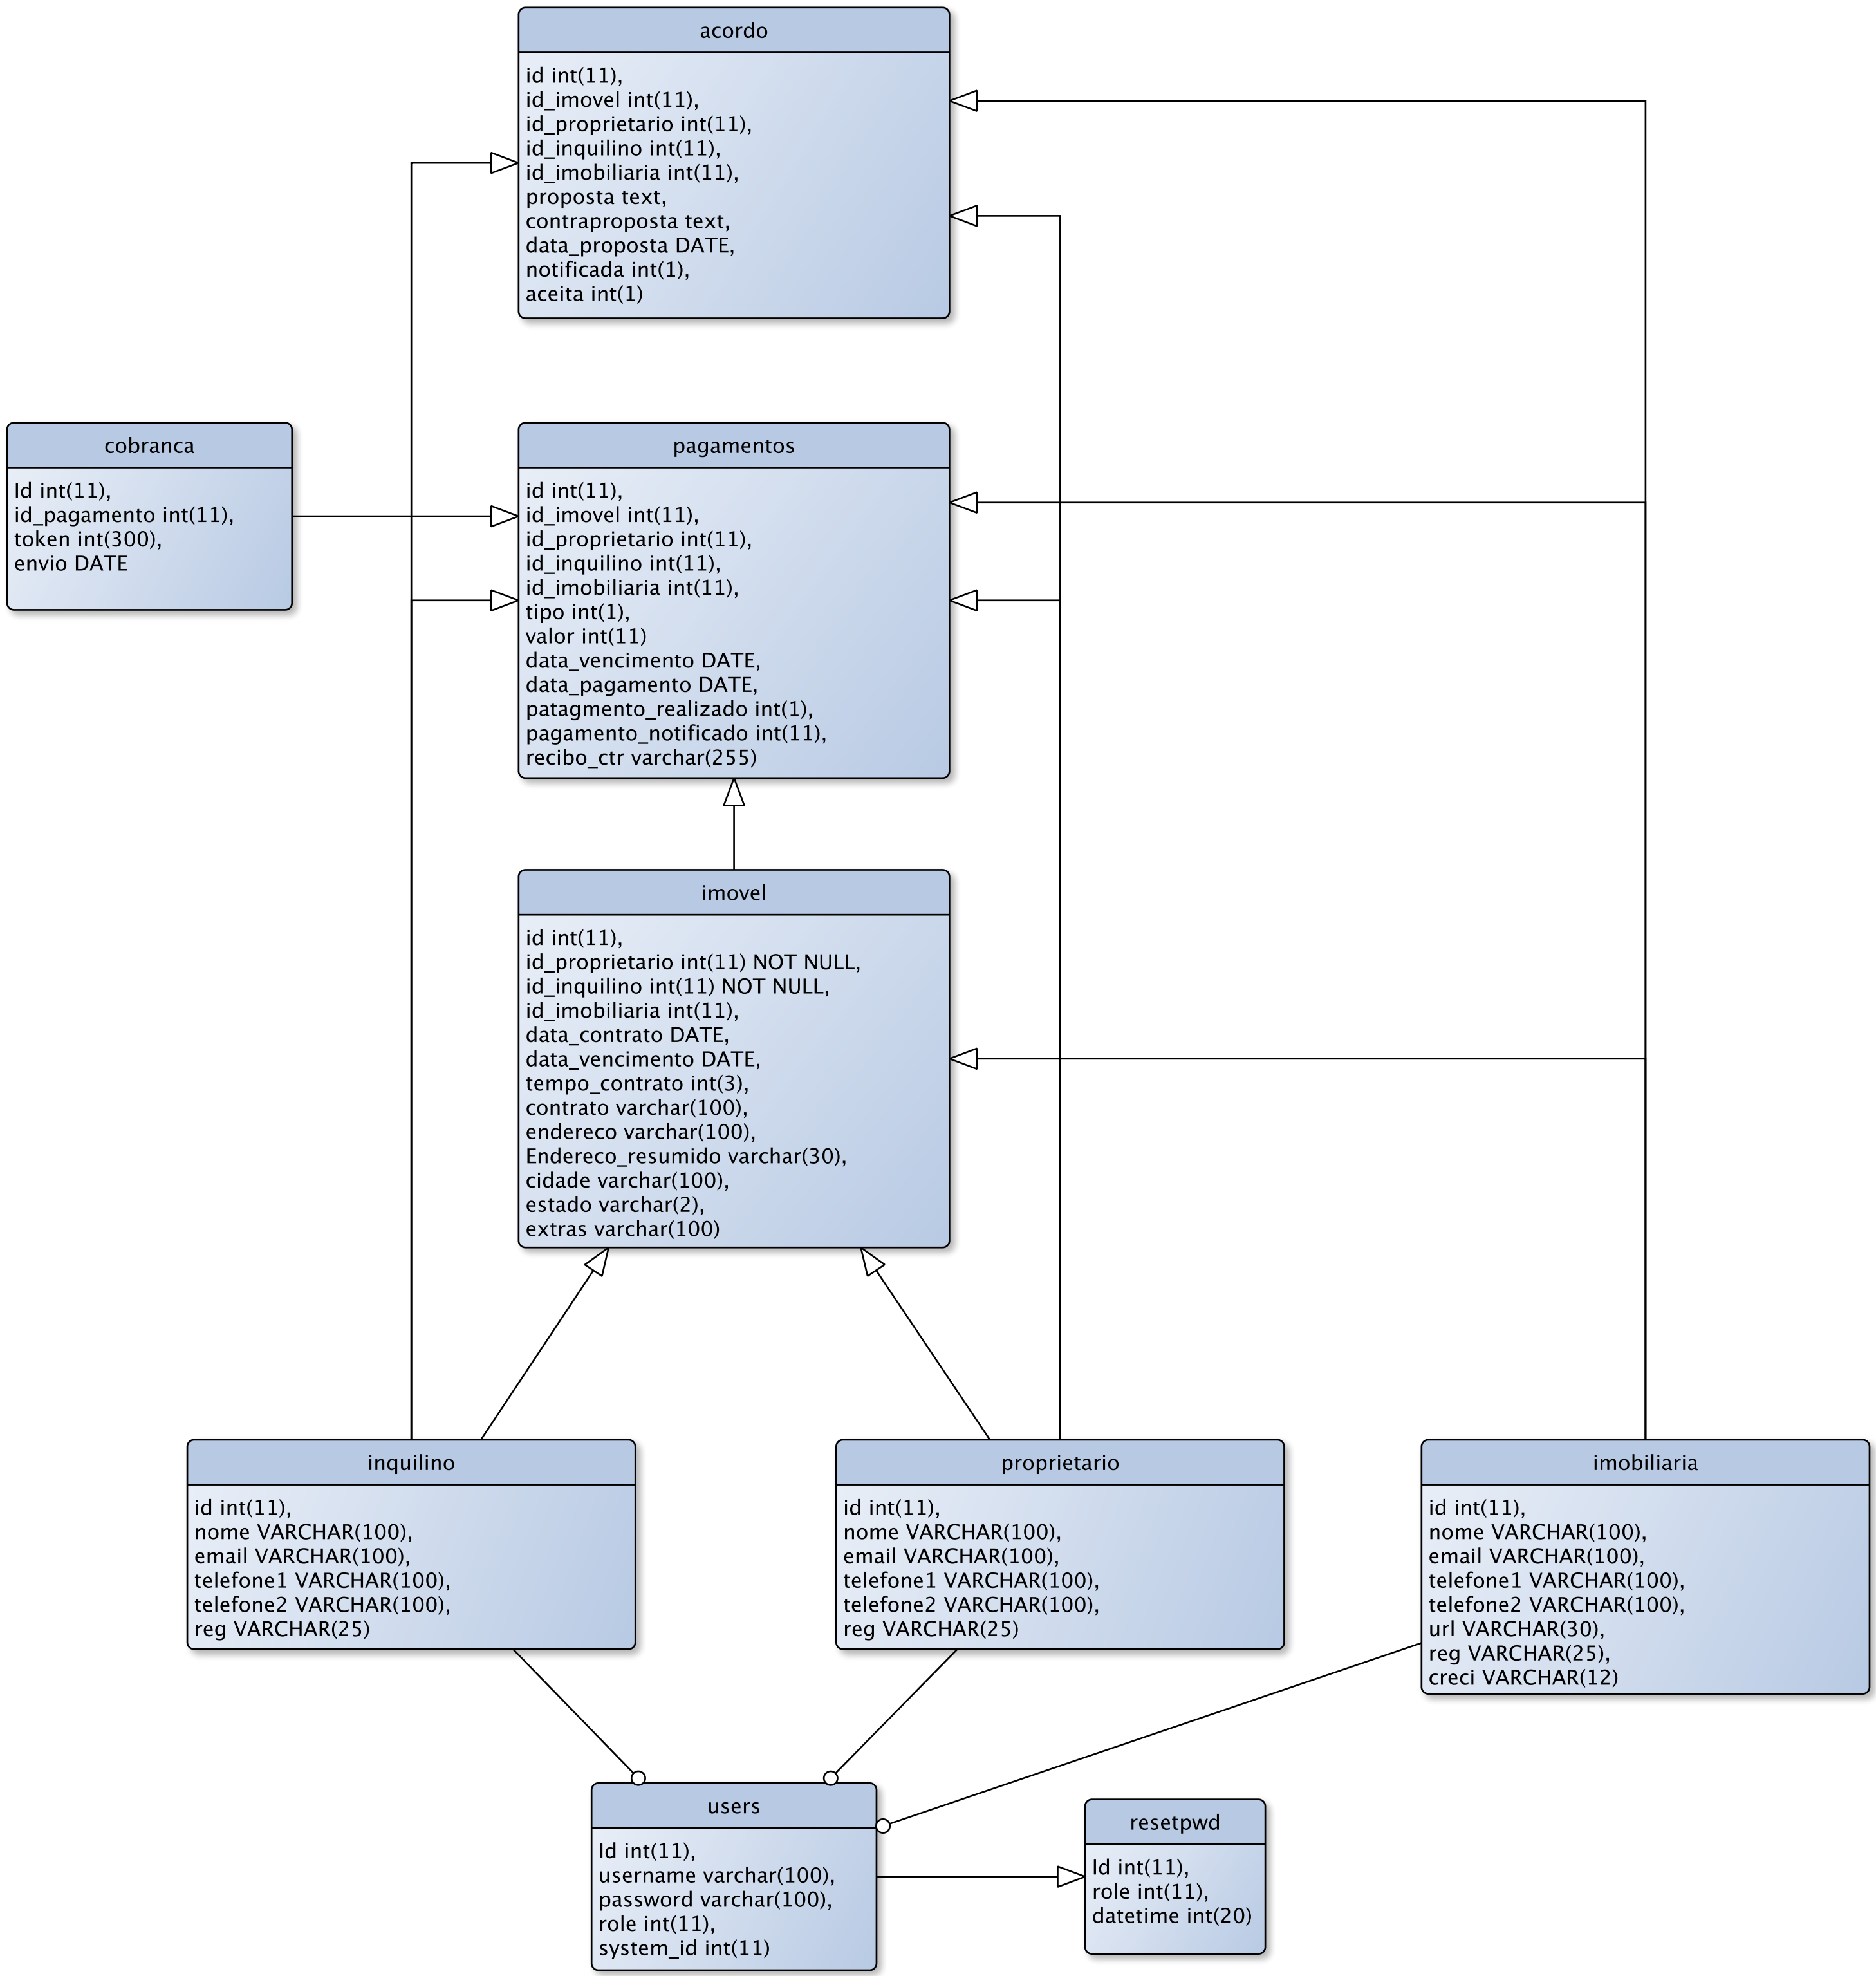 acordo
id int(11),
id_imovel int(11),
id_proprietario int(11),
id_inquilino int(11),
id_imobiliaria int(11),
proposta text,
contraproposta text,
data_proposta DATE,
notificada int(1),
aceita int(1)
cobranca
Id int(11),
id_pagamento int(11),
token int(300),
envio DATE
pagamentos
id int(11),
id_imovel int(11),
id_proprietario int(11),
id_inquilino int(11),
id_imobiliaria int(11),
tipo int(1),
valor int(11)
data_vencimento DATE,
data_pagamento DATE,
patagmento_realizado int(1),
pagamento_notificado int(11),
recibo_ctr varchar(255)
imovel
id int(11),
id_proprietario int(11) NOT NULL,
id_inquilino int(11) NOT NULL,
id_imobiliaria int(11),
data_contrato DATE,
data_vencimento DATE,
tempo_contrato int(3),
contrato varchar(100),
endereco varchar(100),
Endereco_resumido varchar(30),
cidade varchar(100),
estado varchar(2),
extras varchar(100)
inquilino
id int(11),
nome VARCHAR(100),
email VARCHAR(100),
telefone1 VARCHAR(100),
telefone2 VARCHAR(100),
reg VARCHAR(25)
proprietario
id int(11),
nome VARCHAR(100),
email VARCHAR(100),
telefone1 VARCHAR(100),
telefone2 VARCHAR(100),
reg VARCHAR(25)
imobiliaria
id int(11),
nome VARCHAR(100),
email VARCHAR(100),
telefone1 VARCHAR(100),
telefone2 VARCHAR(100),
url VARCHAR(30),
reg VARCHAR(25),
creci VARCHAR(12)
users
Id int(11),
username varchar(100),
password varchar(100),
role int(11),
system_id int(11)
resetpwd
Id int(11),
role int(11),
datetime int(20)